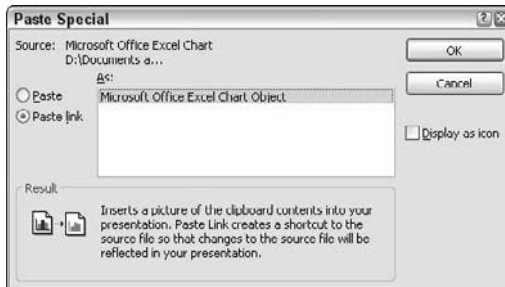 Paste Special
Source: Microsoft Office Excel Chart
D:\Documents a...
As:
Paste
Paste link
Microsoft Office Excel Chart Object
OK
Cancel
Display as icon
Result
Inserts a picture of the clipboard contents into your
presentation. Paste Link creates a shortcut to the
source file so that changes to the source file will be
reflected in your presentation.